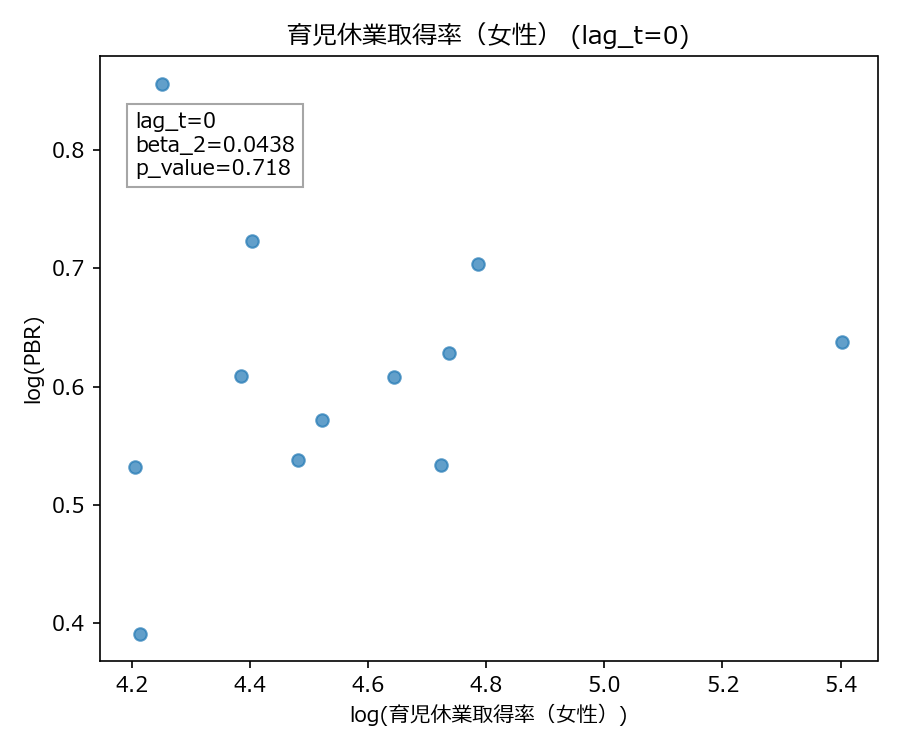 育児休業取得率（女性） (lag_t=0)
lag_t=0
beta_2=0.0438
p_value=0.718
log(PBR)
0.8
0.7
0.6
0.5
0.4
4.2 4.4 4.6 4.8 5.0 5.2 5.4
log(育児休業取得率（女性）)